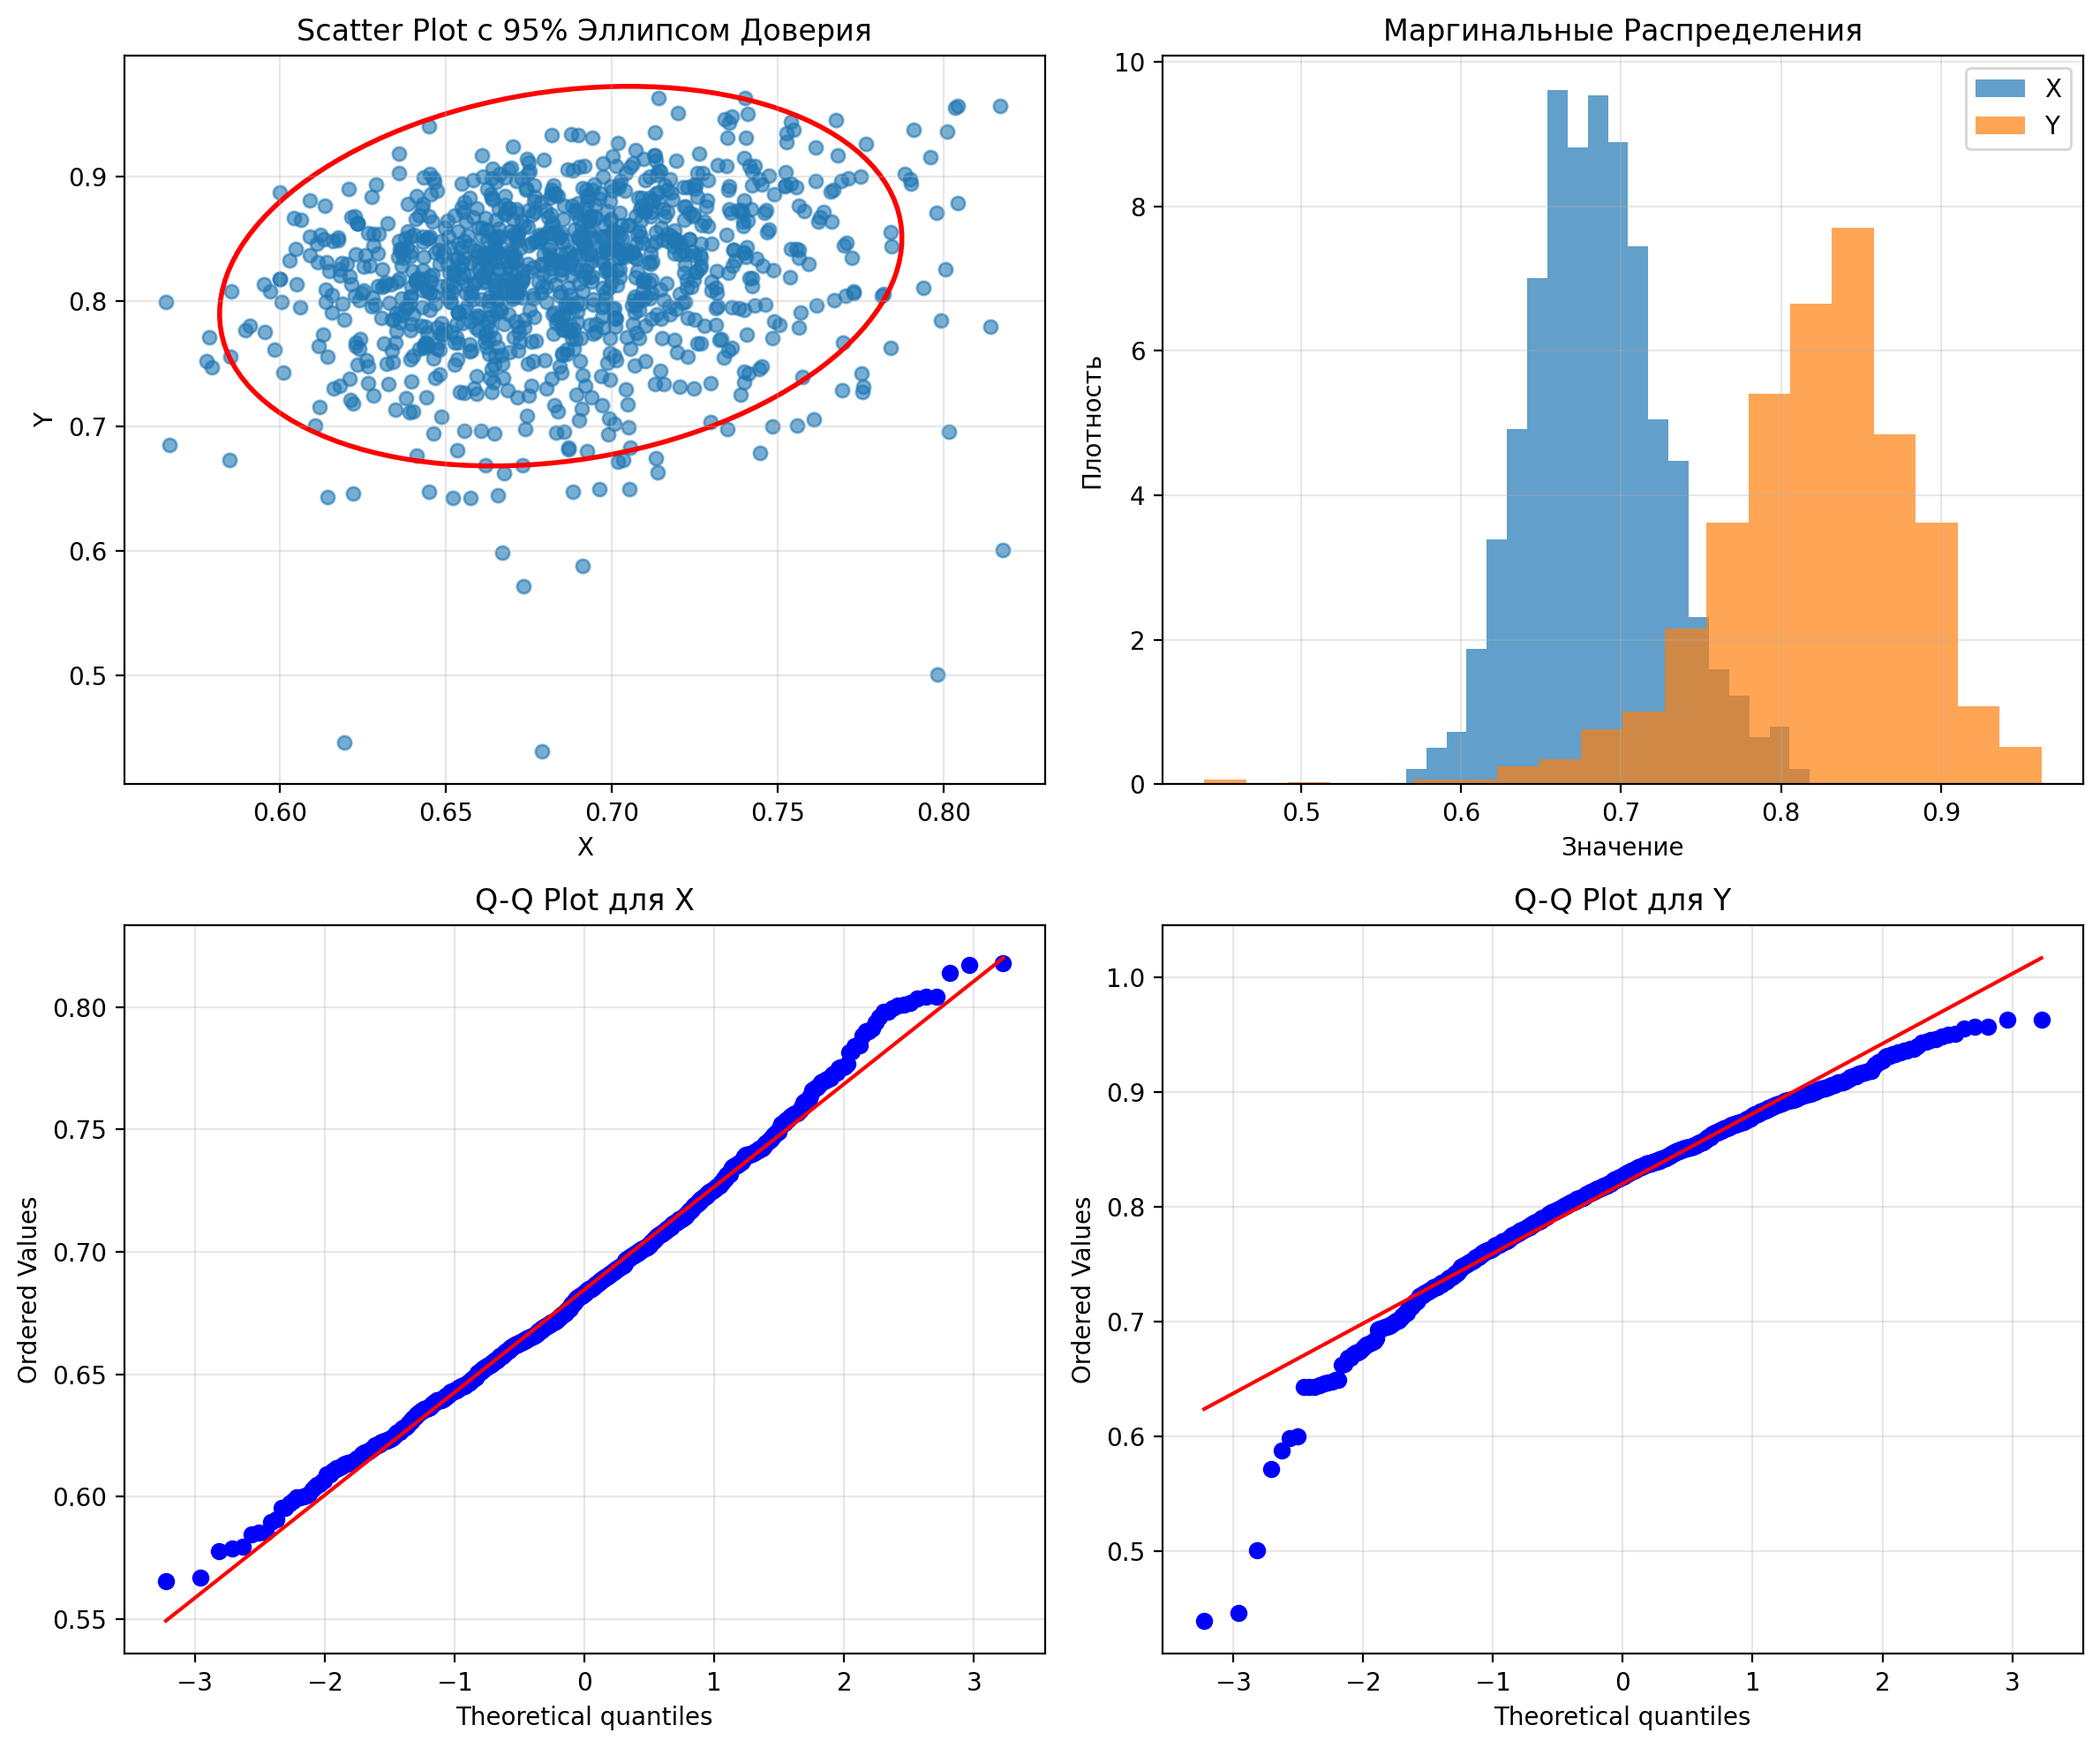 Scatter Plot с 95% Эллипсом Доверия
0.9
0.8
0.7
0.6
0.5
Y
0.60 0.65 0.70 0.75 0.80
X
Маргинальные Распределения
X
Y
10
8
6
4
2
0
Плотность
0.5 0.6 0.7 0.8 0.9
Значение
Q-Q Plot для X
0.80
0.75
0.70
0.65
0.60
0.55
Ordered Values
−3 −2 −1 0 1 2 3
Theoretical quantiles
Q-Q Plot для Y
1.0
0.9
0.8
0.7
0.6
0.5
Ordered Values
−3 −2 −1 0 1 2 3
Theoretical quantiles